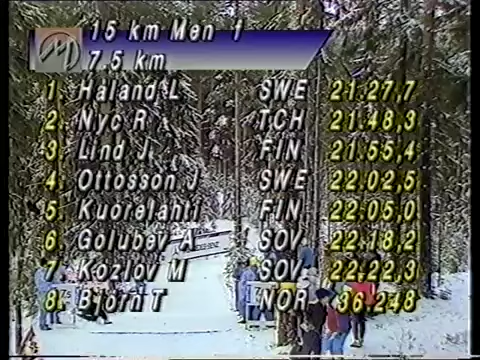 15 km Men 1
7.5 km
1. Haland L SWE 21.27,7
2. Nyc R TCH 21.48,3
3. Lind J. FIN 21.55,4
4. Ottosson J SWE 22.02,5
5. Kuorelahti FIN 22.05,0
6. Golubev A SOV 22.18,2
7. Kozlov M SOV 22.22,3
8. Bjorn T NOR 36.248